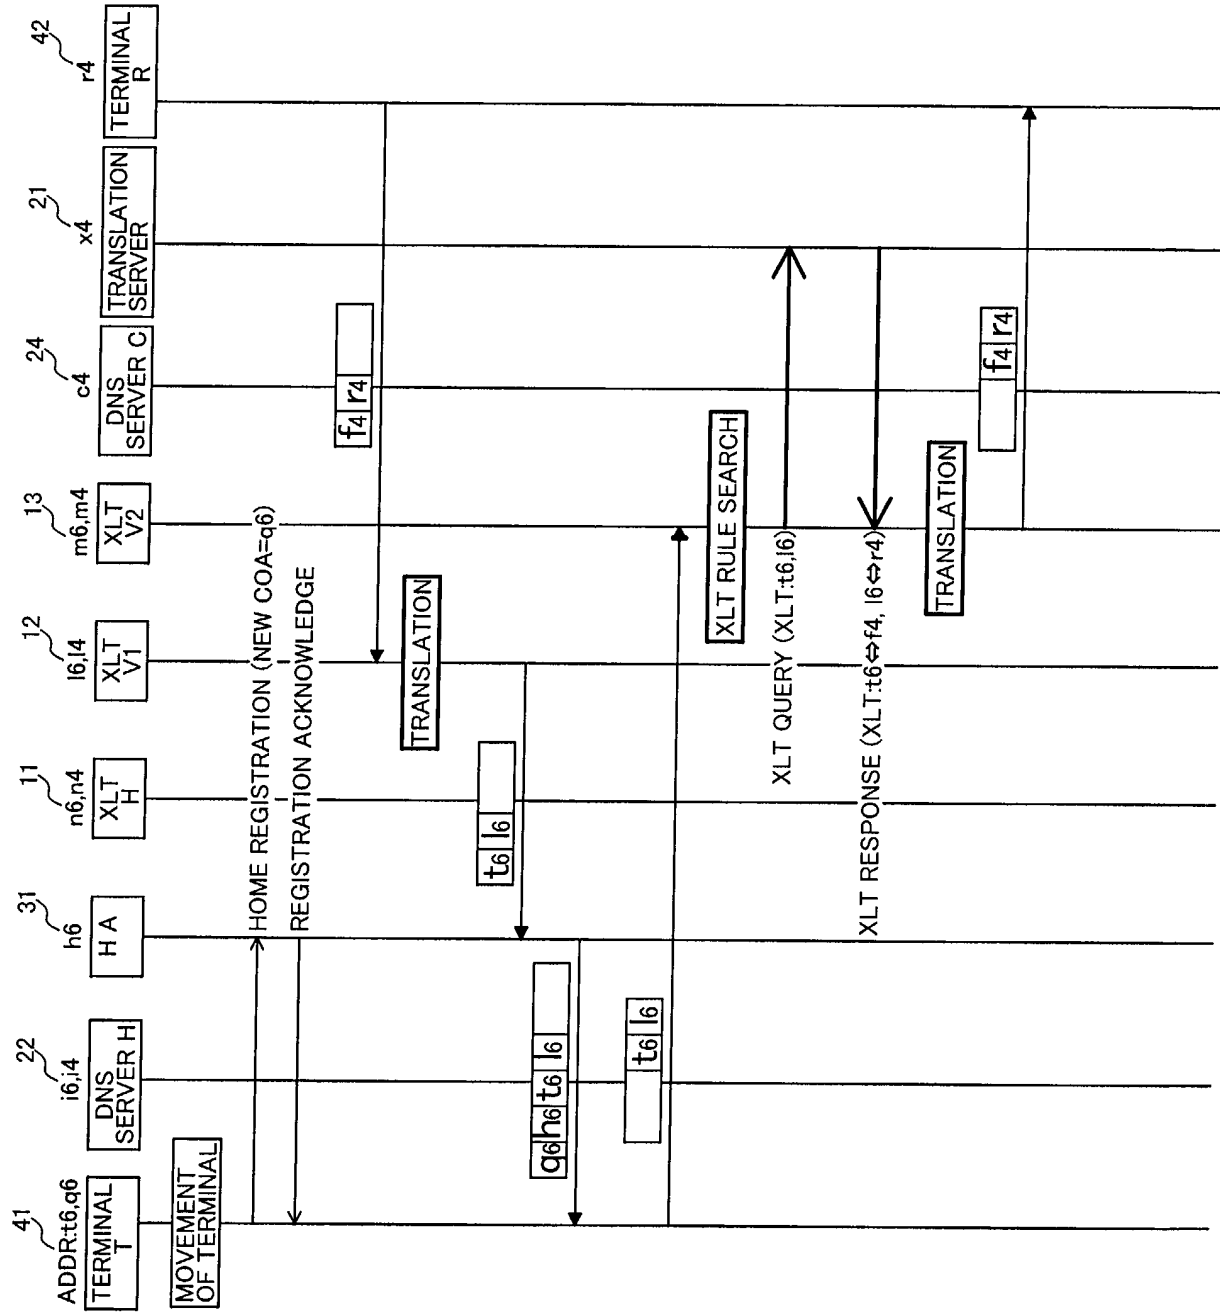 41
ADDR:t6,q6
TERMINAL
T
22
i6,i4
DNS
SERVER H
31
h6
H A
11
n6,n4
XLT
H
12
l6,l4
XLT
V1
13
m6,m4
XLT
V2
24
c4
DNS
SERVER C
21
x4
TRANSLATION
SERVER
42
r4
TERMINAL
R
MOVEMENT
OF TERMINAL
HOME REGISTRATION (NEW COA=q6)
REGISTRATION ACKNOWLEDGE
f4 r4
TRANSLATION
t6 l6
q6 h6 t6 l6
t6 l6
XLT RULE SEARCH
XLT QUERY (XLT:t6,l6)
XLT RESPONSE (XLT:t6⇔f4, l6⇔r4)
TRANSLATION
f4 r4